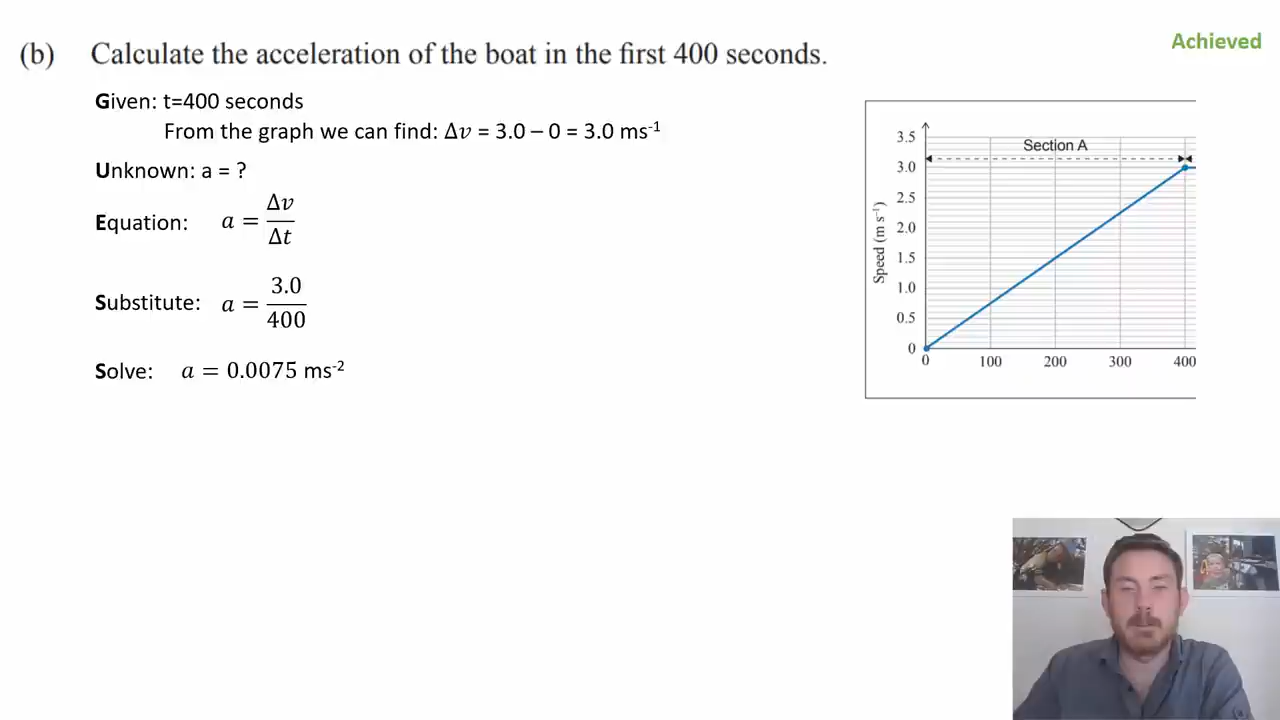 (b) Calculate the acceleration of the boat in the first 400 seconds.
Achieved
Given: t=400 seconds
From the graph we can find: Δv = 3.0 – 0 = 3.0 ms⁻¹
Unknown: a = ?
Equation: a = Δv/Δt
Substitute: a = 3.0/400
Solve: a = 0.0075 ms⁻²
Section A
Speed (m s⁻¹)
3.5
3.0
2.5
2.0
1.5
1.0
0.5
0
0 100 200 300 400